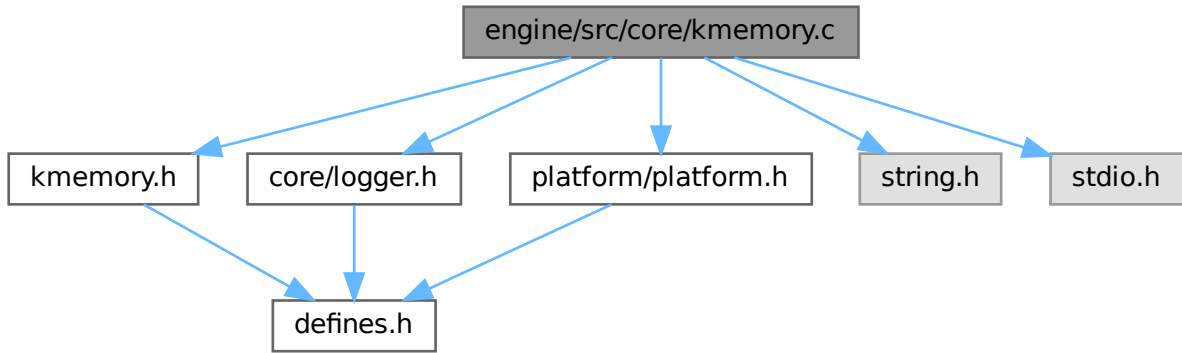 engine/src/core/kmemory.c
kmemory.h
core/logger.h
platform/platform.h
string.h
stdio.h
defines.h